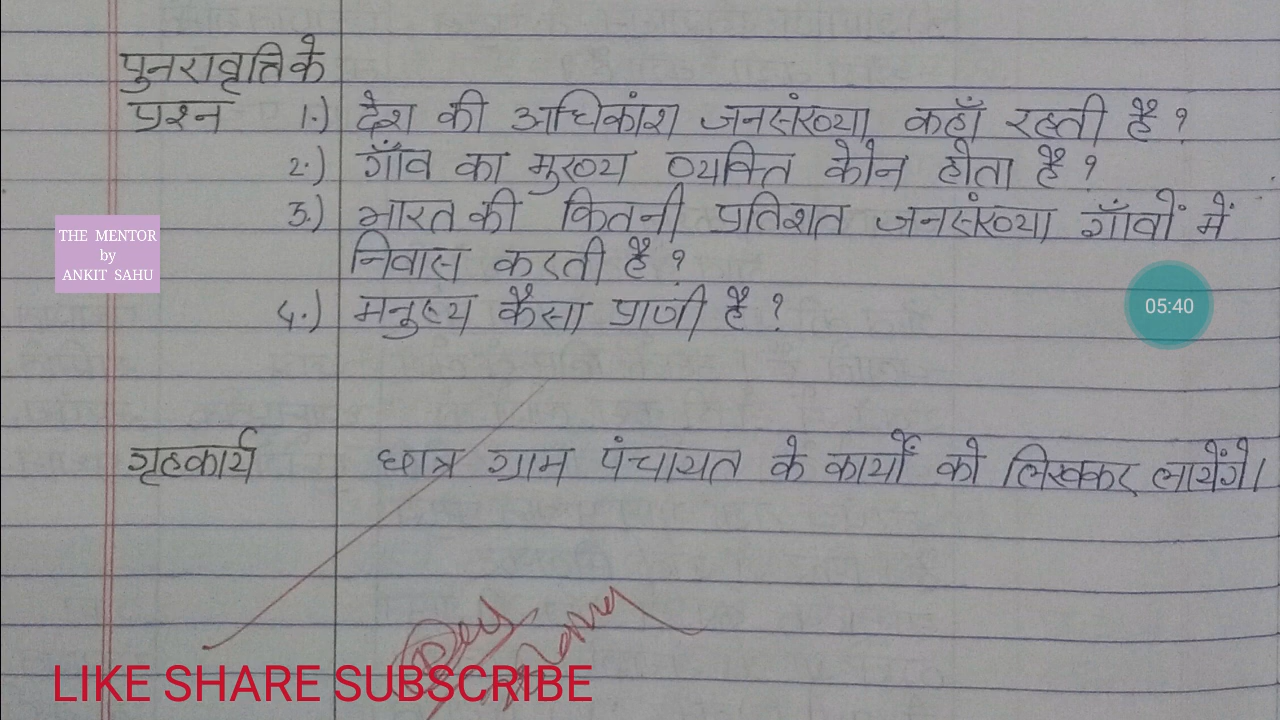 पुनरावृत्ति के
प्रश्न 1.) देश की अधिकांश जनसंख्या कहाँ रहती है ?
2.) गाँव का मुख्य व्यक्ति कौन होता है ?
3.) भारत की कितनी प्रतिशत जनसंख्या गाँवों में
निवास करती है ?
4.) मनुष्य कैसा प्राणी है ?
THE MENTOR
by
ANKIT SAHU
05:40
गृहकार्य छात्र ग्राम पंचायत के कार्यों को लिखकर लायेंगे।
LIKE SHARE SUBSCRIBE